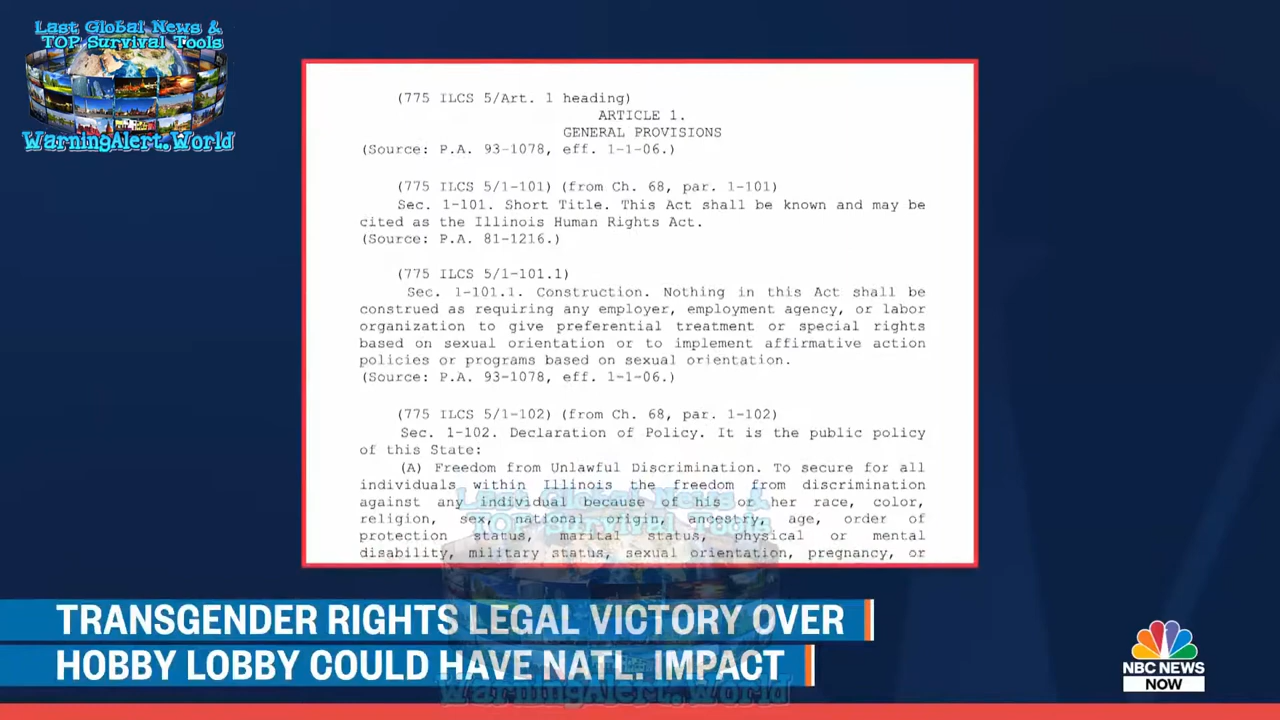 Last Global News &
TOP Survival Tools
WarningAlert.World
(775 ILCS 5/Art. 1 heading)
ARTICLE 1.
GENERAL PROVISIONS
(Source: P.A. 93-1078, eff. 1-1-06.)
(775 ILCS 5/1-101) (from Ch. 68, par. 1-101)
Sec. 1-101. Short Title. This Act shall be known and may be
cited as the Illinois Human Rights Act.
(Source: P.A. 81-1216.)
(775 ILCS 5/1-101.1)
Sec. 1-101.1. Construction. Nothing in this Act shall be
construed as requiring any employer, employment agency, or labor
organization to give preferential treatment or special rights
based on sexual orientation or to implement affirmative action
policies or programs based on sexual orientation.
(Source: P.A. 93-1078, eff. 1-1-06.)
(775 ILCS 5/1-102) (from Ch. 68, par. 1-102)
Sec. 1-102. Declaration of Policy. It is the public policy
of this State:
(A) Freedom from Unlawful Discrimination. To secure for all
individuals within Illinois the freedom from discrimination
against any individual because of his or her race, color,
religion, sex, national origin, ancestry, age, order of
protection status, marital status, physical or mental
disability, military status, sexual orientation, pregnancy, or
Last Global News &
TOP Survival Tools
TRANSGENDER RIGHTS LEGAL VICTORY OVER
HOBBY LOBBY COULD HAVE NATL. IMPACT
WarningAlert.World
NBC NEWS
NOW